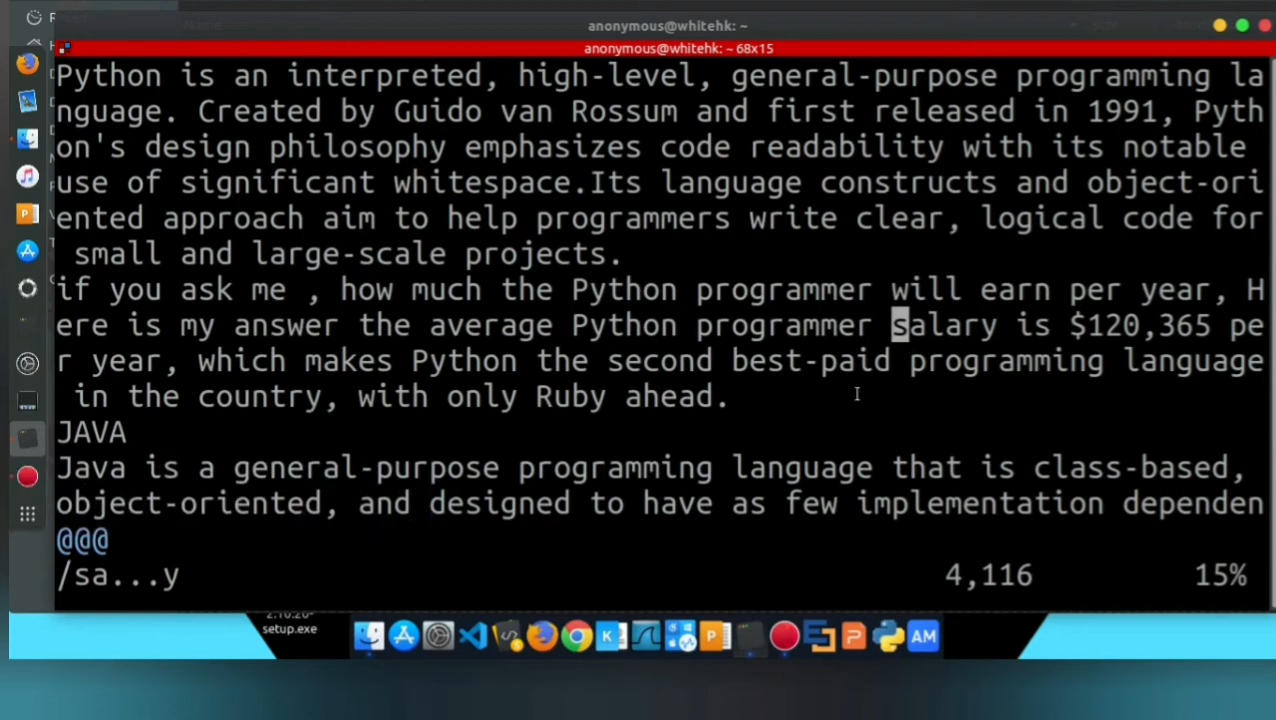 anonymous@whitehk: ~
anonymous@whitehk: ~ 68x15
Python is an interpreted, high-level, general-purpose programming la
nguage. Created by Guido van Rossum and first released in 1991, Pyth
on's design philosophy emphasizes code readability with its notable
use of significant whitespace.Its language constructs and object-ori
ented approach aim to help programmers write clear, logical code for
 small and large-scale projects.
if you ask me , how much the Python programmer will earn per year, H
ere is my answer the average Python programmer salary is $120,365 pe
r year, which makes Python the second best-paid programming language
 in the country, with only Ruby ahead.
JAVA
Java is a general-purpose programming language that is class-based,
object-oriented, and designed to have as few implementation dependen
@@@
/sa...y 4,116 15%
setup.exe
AM